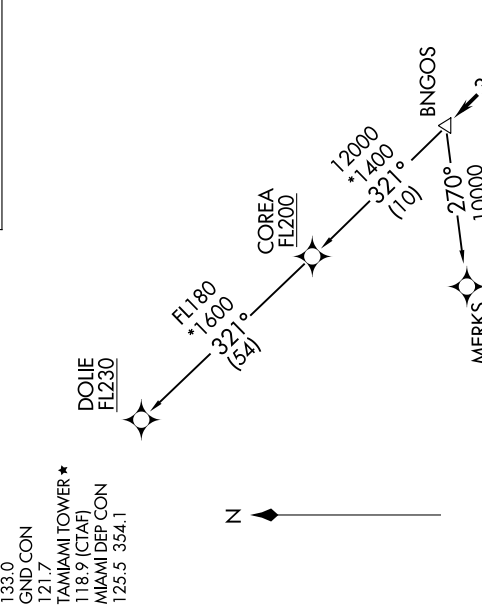 133.0
GND CON
121.7
TAMIAMI TOWER ★
118.9 (CTAF)
MIAMI DEP CON
125.5 354.1
DOLIE
FL230
FL180
*1600
321°
(54)
COREA
FL200
12000
*1400
321°
(10)
BNGOS
270°
10000
MERKS
N